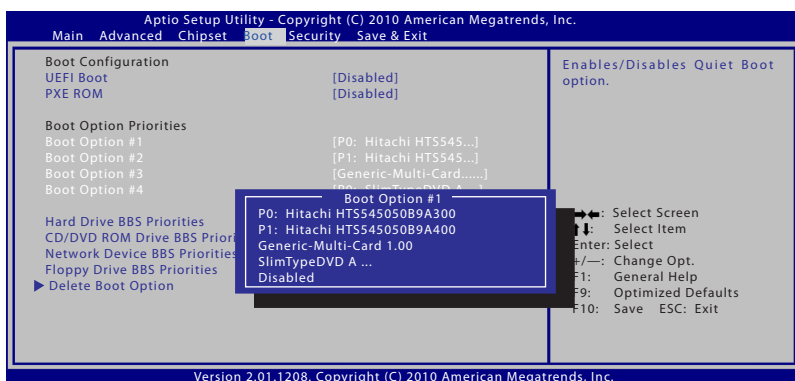 Aptio Setup Utility - Copyright (C) 2010 American Megatrends, Inc.
Main Advanced Chipset Boot Security Save & Exit
Boot Configuration
UEFI Boot [Disabled]
PXE ROM [Disabled]
Boot Option Priorities
Boot Option #1 [P0: Hitachi HTS545...]
Boot Option #2 [P1: Hitachi HTS545...]
Boot Option #3 [Generic-Multi-Card......]
Boot Option #4
Hard Drive BBS Priorities
CD/DVD ROM Drive BBS
Network Device BBS Priorities
Floppy Drive BBS Priorities
Delete Boot Option
Boot Option #1
P0: Hitachi HTS545050B9A300
P1: Hitachi HTS545050B9A400
Generic-Multi-Card 1.00
SlimTypeDVD A ...
Disabled
Enables/Disables Quiet Boot
option.
→←: Select Screen
↑↓: Select Item
Enter: Select
+/—: Change Opt.
F1: General Help
F9: Optimized Defaults
F10: Save ESC: Exit
Version 2.01.1208. Copyright (C) 2010 American Megatrends, Inc.